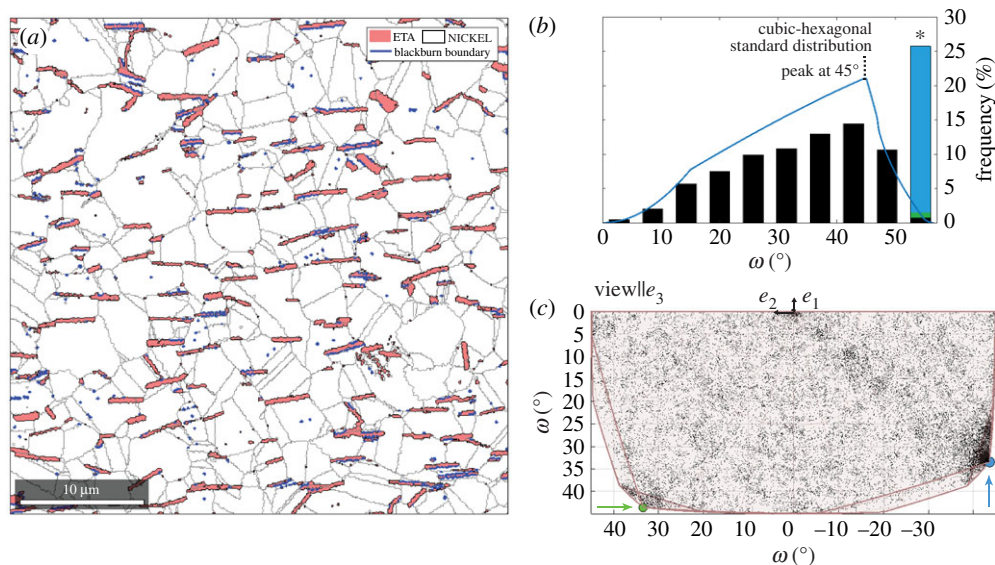 (a)
ETA NICKEL
blackburn boundary
10 µm
(b)
cubic-hexagonal
standard distribution
peak at 45°
*
30
25
20
15
10
5
0
frequency (%)
0 10 20 30 40 50
ω (°)
(c)
view||e3
e2 e1
0
5
10
15
20
25
30
35
40
ω (°)
40 30 20 10 0 −10 −20 −30
ω (°)